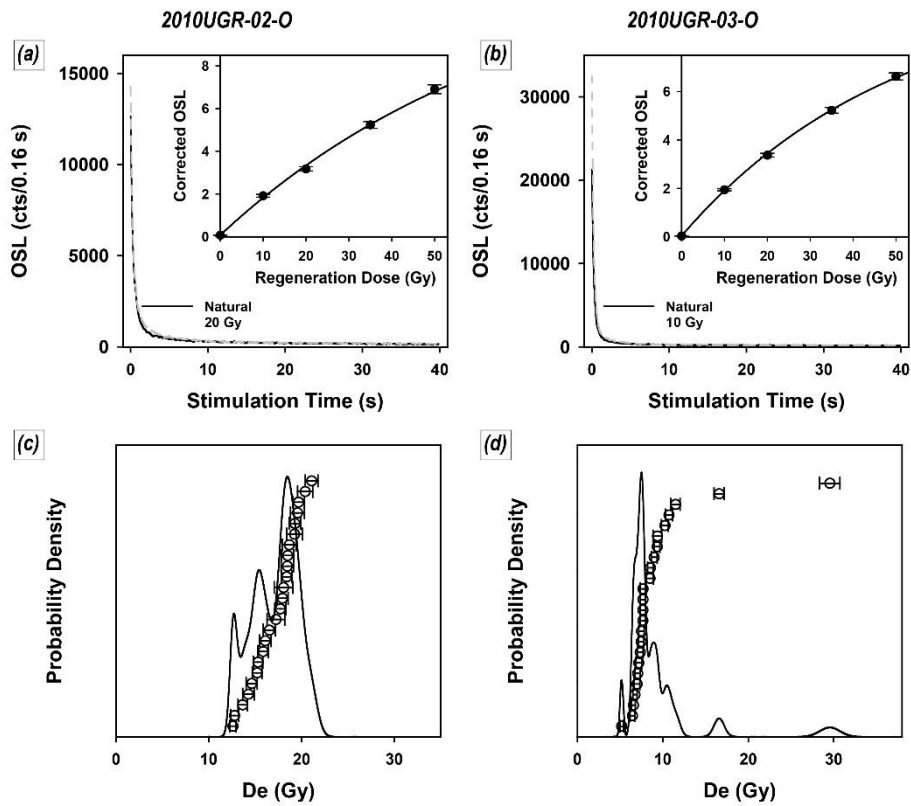 2010UGR-02-O
2010UGR-03-O
(a)
15000
10000
5000
0
OSL (cts/0.16 s)
8
6
4
2
0
Corrected OSL
0 10 20 30 40 50
Regeneration Dose (Gy)
Natural
20 Gy
0 10 20 30 40
Stimulation Time (s)
(b)
30000
20000
10000
0
OSL (cts/0.16 s)
6
4
2
0
Corrected OSL
0 10 20 30 40 50
Regeneration Dose (Gy)
Natural
10 Gy
0 10 20 30 40
Stimulation Time (s)
(c)
Probability Density
0 10 20 30
De (Gy)
(d)
Probability Density
0 10 20 30
De (Gy)